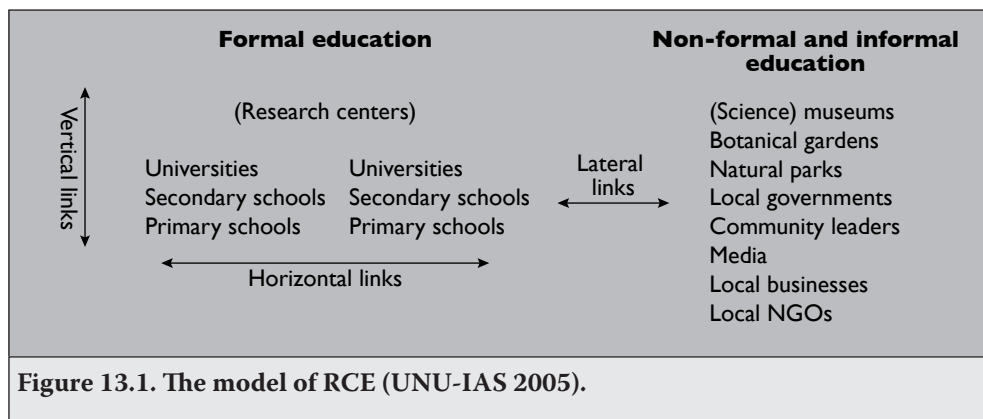 Formal education
Non-formal and informal
education
Vertical links
(Research centers)
Universities
Secondary schools
Primary schools
Universities
Secondary schools
Primary schools
Horizontal links
Lateral
links
(Science) museums
Botanical gardens
Natural parks
Local governments
Community leaders
Media
Local businesses
Local NGOs
Figure 13.1. The model of RCE (UNU-IAS 2005).